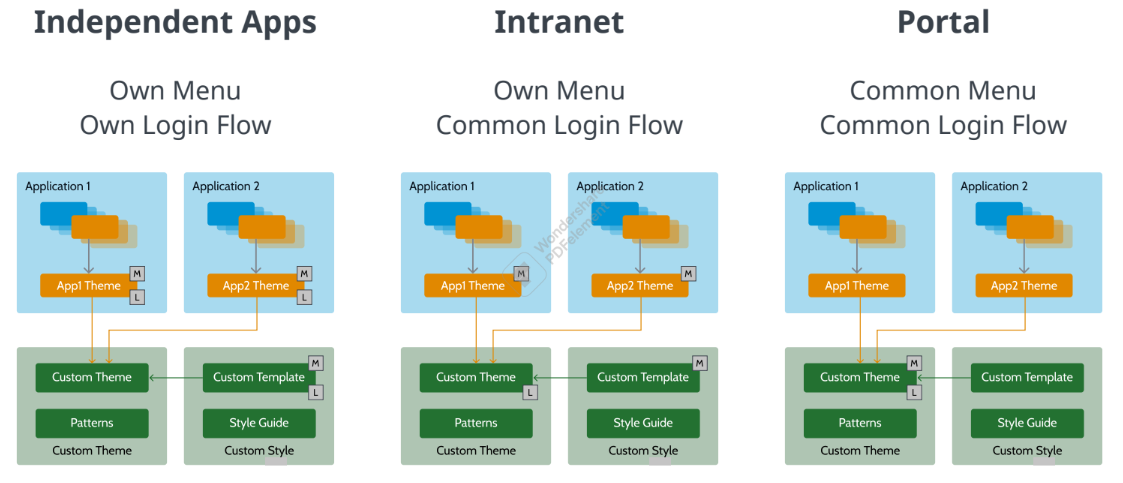 Independent Apps
Own Menu
Own Login Flow
Application 1
Application 2
M
App1 Theme
L
M
App2 Theme
L
Custom Theme
M
Custom Template
L
Patterns
Style Guide
Custom Theme
Custom Style
Intranet
Own Menu
Common Login Flow
Application 1
Application 2
M
App1 Theme
M
App2 Theme
Custom Theme
L
M
Custom Template
Patterns
Style Guide
Custom Theme
Custom Style
Wondershare
PDFelement
Portal
Common Menu
Common Login Flow
Application 1
Application 2
App1 Theme
App2 Theme
M
Custom Theme
L
Custom Template
Patterns
Style Guide
Custom Theme
Custom Style